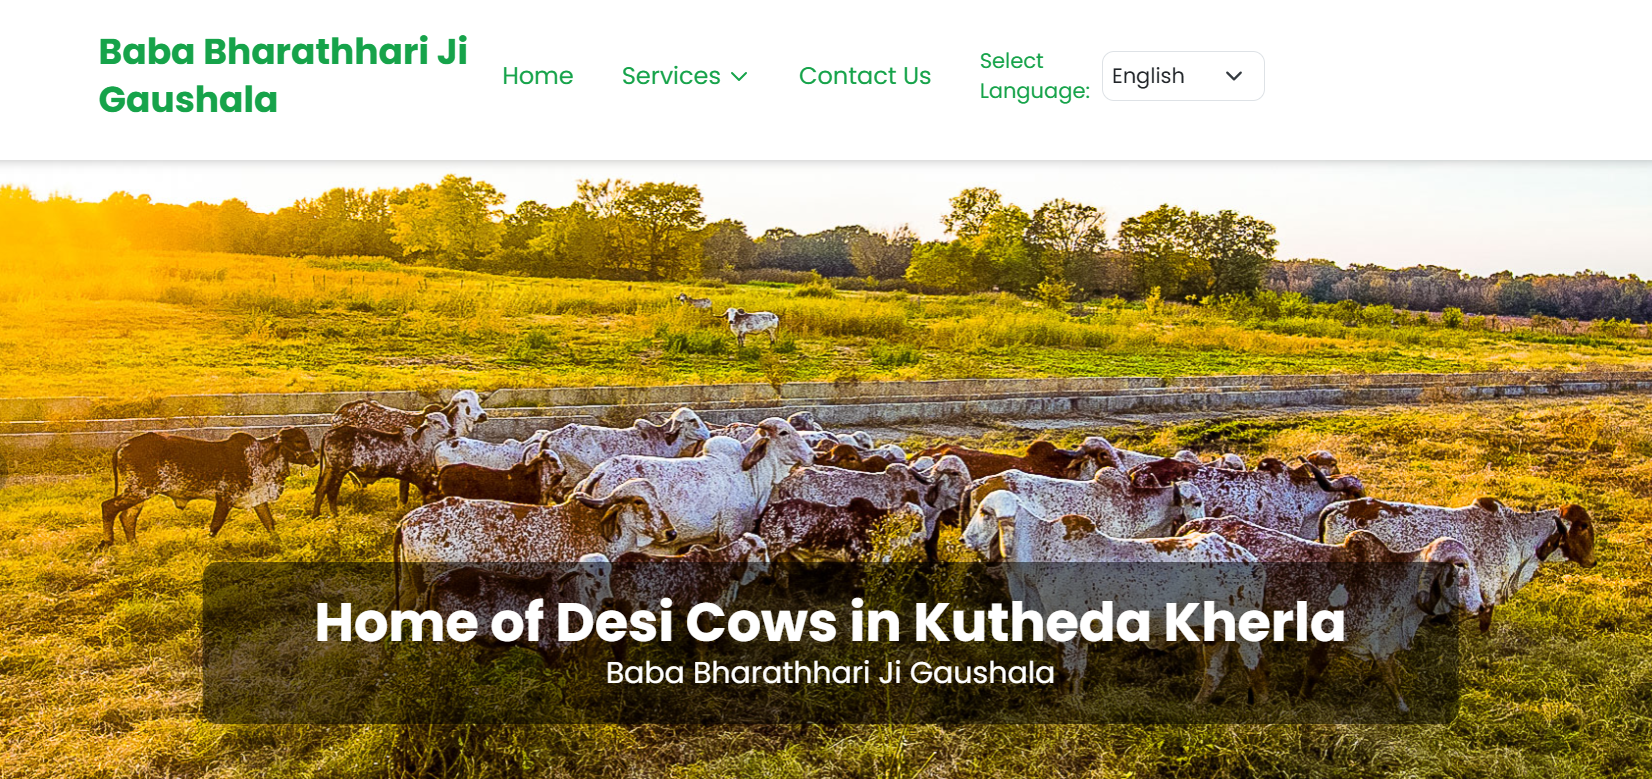 Baba Bharathhari Ji
Gaushala
Home
Services
Contact Us
Select
Language:
English
Home of Desi Cows in Kutheda Kherla
Baba Bharathhari Ji Gaushala